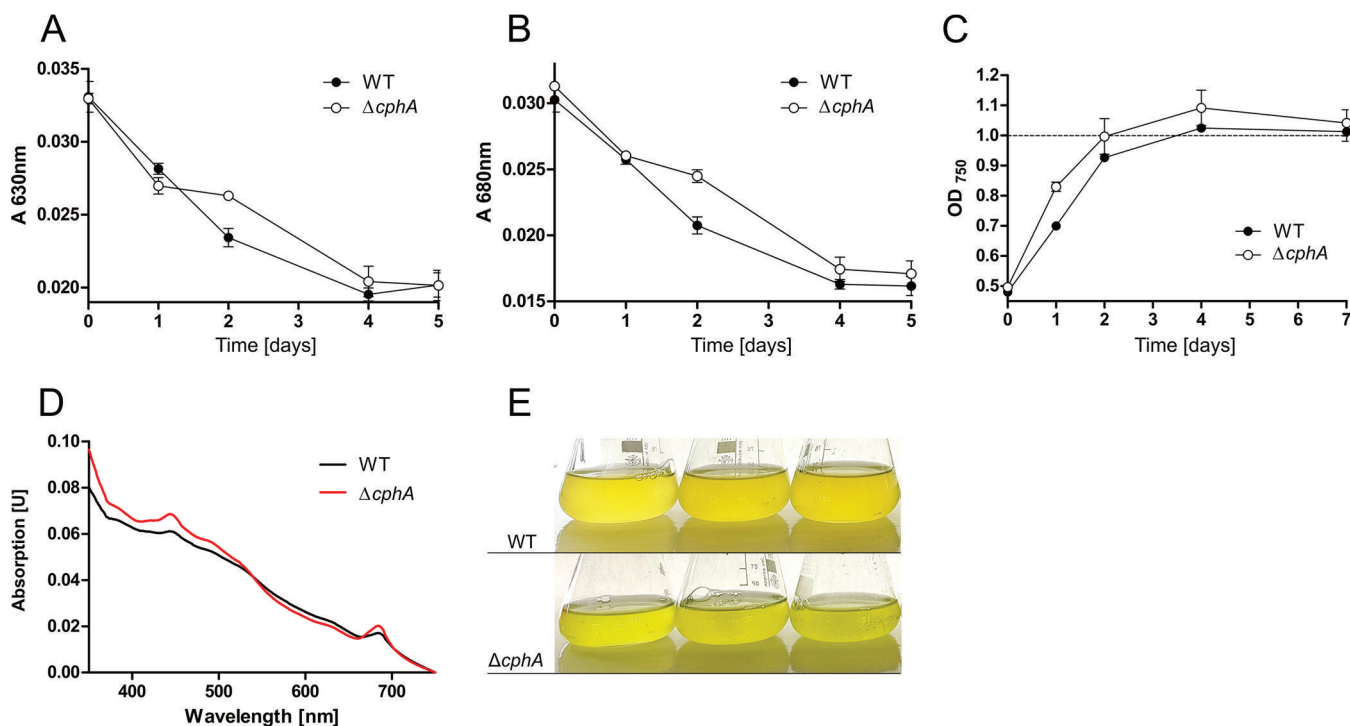 A
B
C
0.035
0.030
0.025
0.020
A 630nm
WT
ΔcphA
0 1 2 3 4 5
Time [days]
0.030
0.025
0.020
0.015
A 680nm
WT
ΔcphA
0 1 2 3 4 5
Time [days]
1.2
1.1
1.0
0.9
0.8
0.7
0.6
0.5
OD 750
WT
ΔcphA
0 1 2 3 4 5 6 7
Time [days]
D
E
0.10
0.08
0.06
0.04
0.02
0.00
Absorption [U]
WT
ΔcphA
400 500 600 700
Wavelength [nm]
WT
75
50
ΔcphA